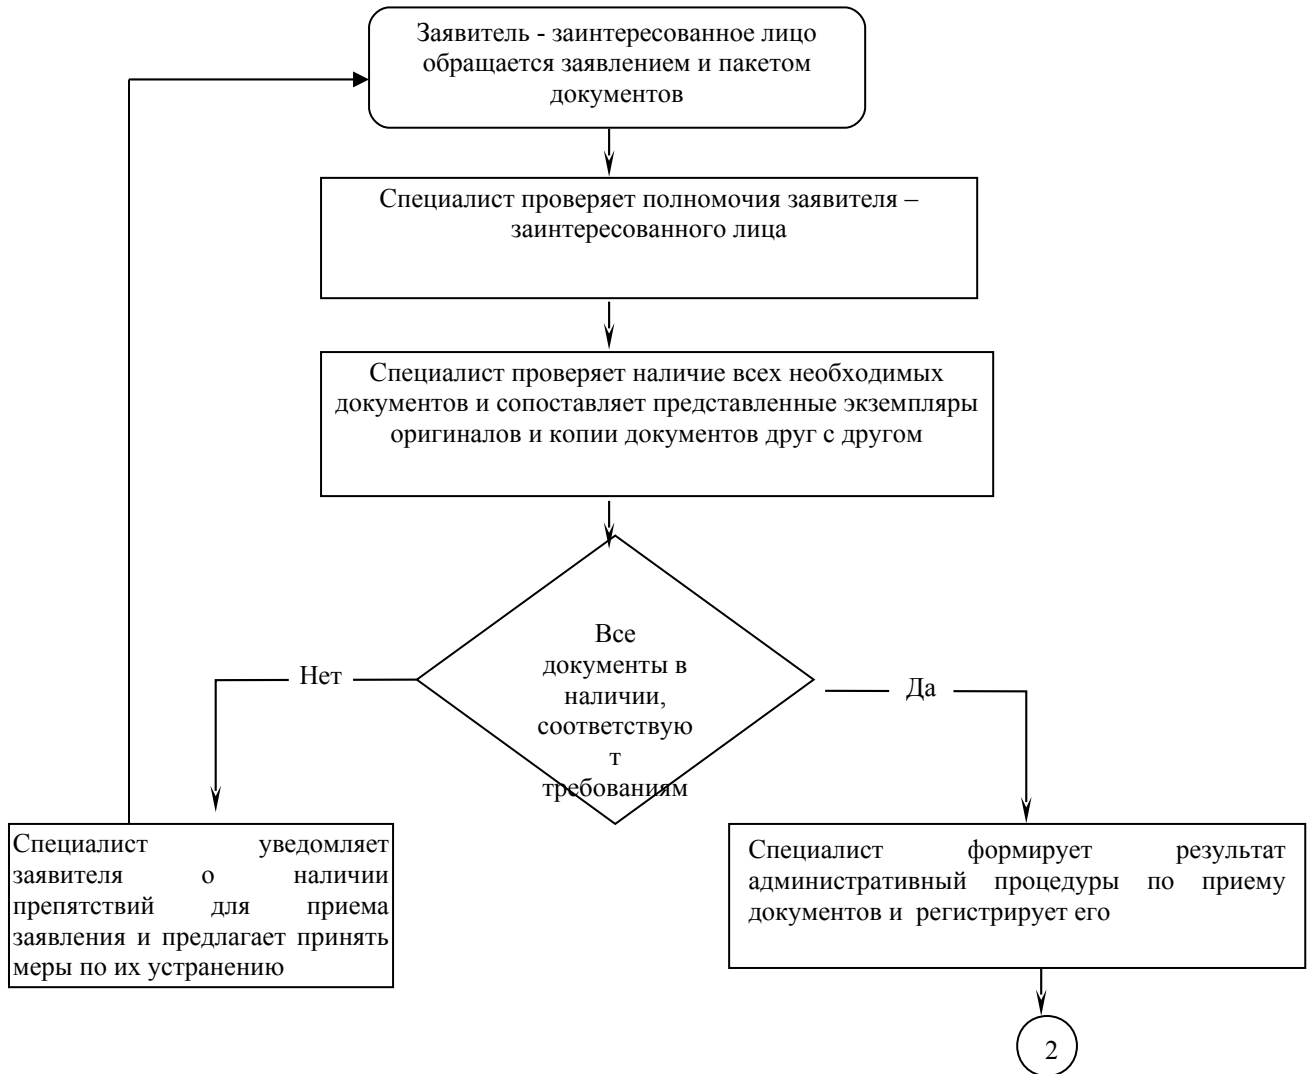 Заявитель - заинтересованное лицо
обращается заявлением и пакетом
документов
Специалист проверяет полномочия заявителя –
заинтересованного лица
Специалист проверяет наличие всех необходимых
документов и сопоставляет представленные экземпляры
оригиналов и копии документов друг с другом
Все
документы в
наличии,
соответствую
т
требованиям
Нет
Да
Специалист уведомляет
заявителя о наличии
препятствий для приема
заявления и предлагает принять
меры по их устранению
Специалист формирует результат
административный процедуры по приему
документов и регистрирует его
2